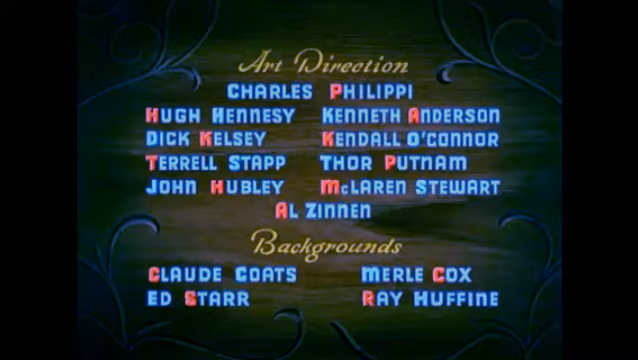 Art Direction
CHARLES PHILIPPI
HUGH HENNESY KENNETH ANDERSON
DICK KELSEY KENDALL O'CONNOR
TERRELL STAPP THOR PUTNAM
JOHN HUBLEY MCLAREN STEWART
AL ZINNEN
Backgrounds
CLAUDE COATS MERLE COX
ED STARR RAY HUFFINE